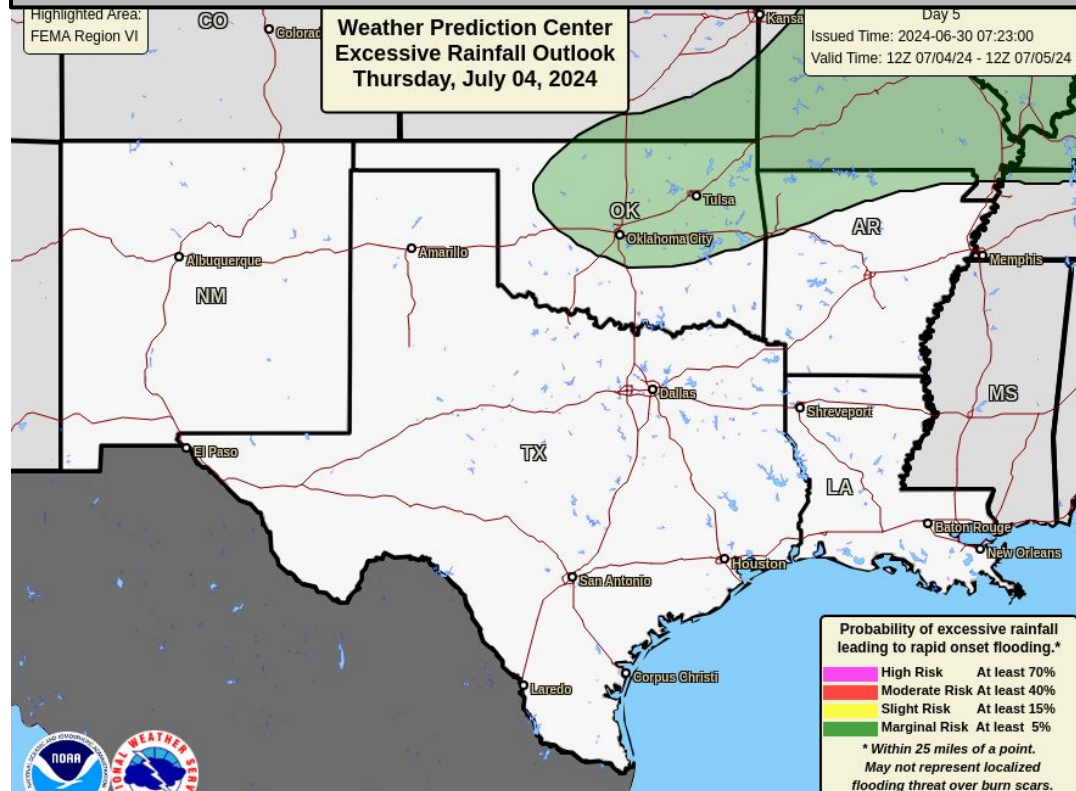 Highlighted Area:
FEMA Region VI
Weather Prediction Center
Excessive Rainfall Outlook
Thursday, July 04, 2024
Day 5
Issued Time: 2024-06-30 07:23:00
Valid Time: 12Z 07/04/24 - 12Z 07/05/24
CO
Colorad
Kansa
Tulsa
OK
Oklahoma City
AR
Memphis
Albuquerque
Amarillo
NM
Dallas
Shreveport
MS
El Paso
TX
LA
Baton Rouge
New Orleans
Houston
San Antonio
Corpus Christi
Laredo
Probability of excessive rainfall
leading to rapid onset flooding.*
High Risk At least 70%
Moderate Risk At least 40%
Slight Risk At least 15%
Marginal Risk At least 5%
* Within 25 miles of a point.
May not represent localized
flooding threat over burn scars.
NOAA
WEATHER